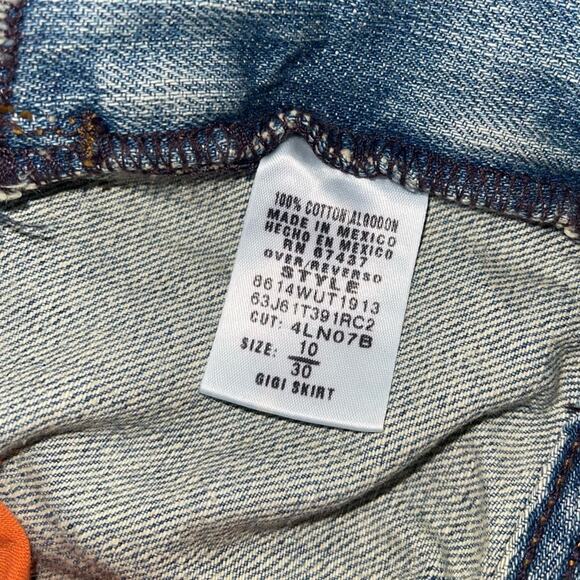 100% COTTON/ALGODON
MADE IN MEXICO
HECHO EN MEXICO
RN 87437
OVER/REVERSO
STYLE
8614WUT1913
63J61T391RC2
CUT: 4LN07B
SIZE: 10
30
GIGI SKIRT